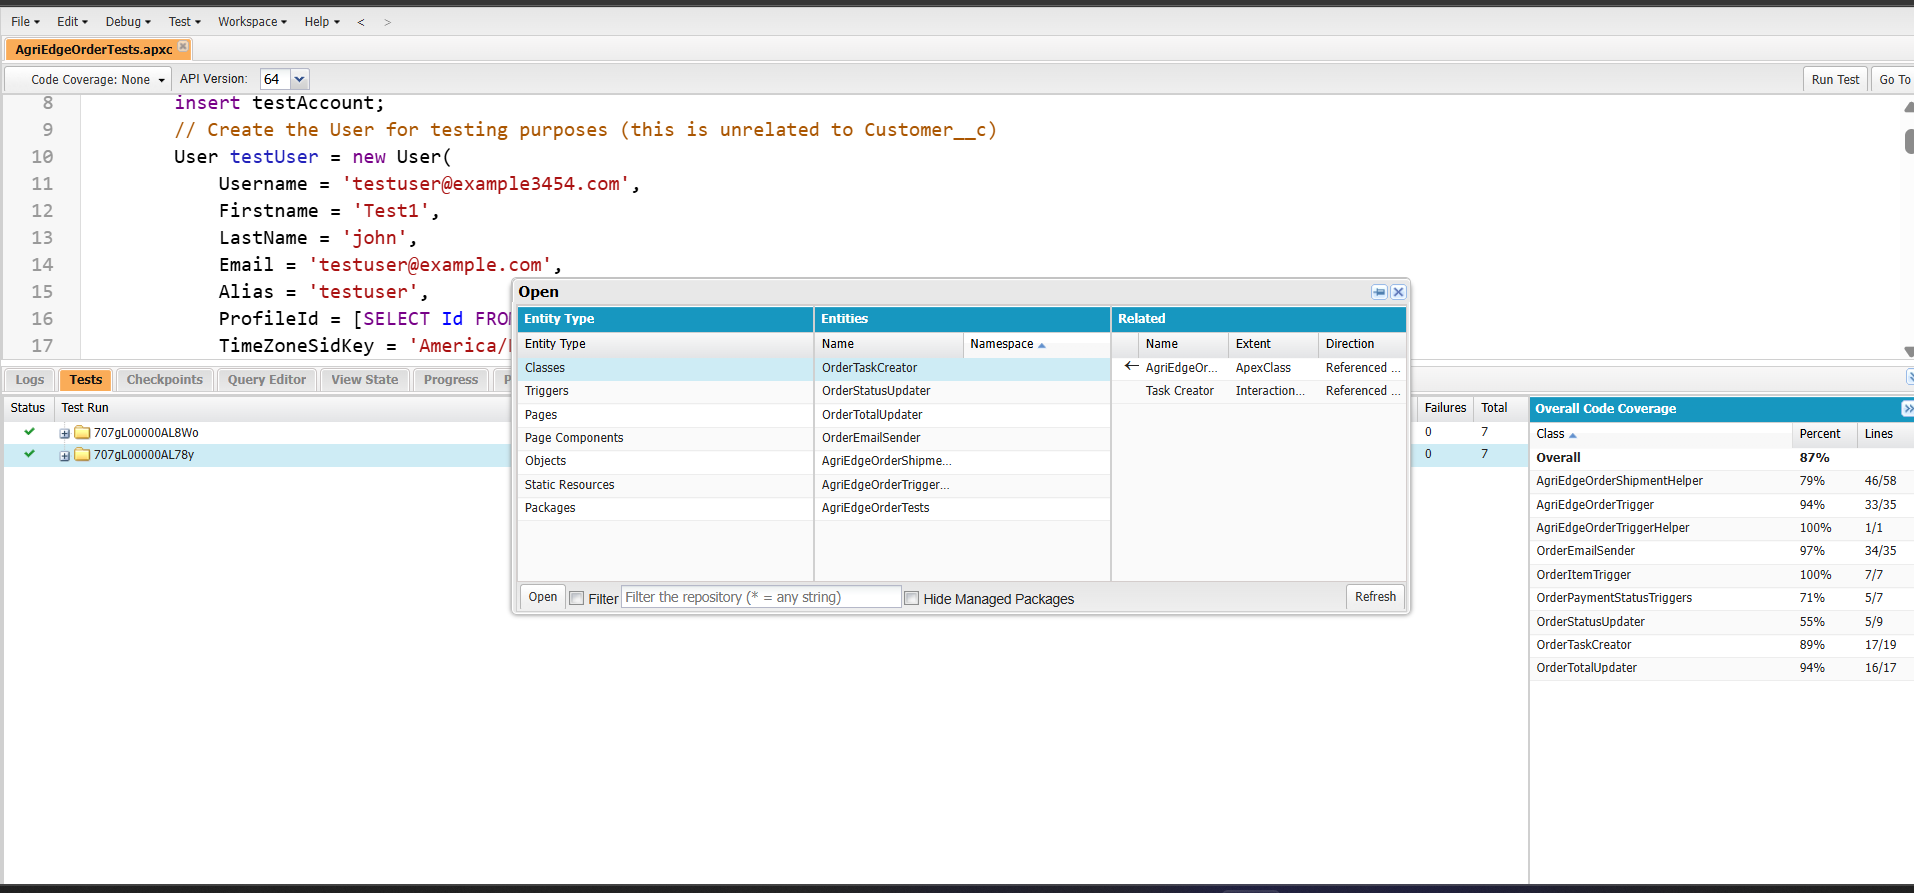 File Edit Debug Test Workspace Help < >
AgriEdgeOrderTests.apxc
Code Coverage: None API Version: 64 Run Test Go To
8 insert testAccount;
9 // Create the User for testing purposes (this is unrelated to Customer__c)
10 User testUser = new User(
11 Username = 'testuser@example3454.com',
12 Firstname = 'Test1',
13 LastName = 'john',
14 Email = 'testuser@example.com',
15 Alias = 'testuser',
16 ProfileId = [SELECT Id FROM
17 TimeZoneSidKey = 'America/
Logs Tests Checkpoints Query Editor View State Progress P
Status Test Run
707gL00000AL8Wo
707gL00000AL78y
Open
Entity Type Entities Related
Entity Type Name Namespace Name Extent Direction
Classes OrderTaskCreator AgriEdgeOr... ApexClass Referenced ...
Triggers OrderStatusUpdater Task Creator Interaction... Referenced ...
Pages OrderTotalUpdater
Page Components OrderEmailSender
Objects AgriEdgeOrderShipme...
Static Resources AgriEdgeOrderTrigger...
Packages AgriEdgeOrderTests
Open Filter Filter the repository (* = any string) Hide Managed Packages Refresh
Failures Total
0 7
0 7
Overall Code Coverage
Class Percent Lines
Overall 87%
AgriEdgeOrderShipmentHelper 79% 46/58
AgriEdgeOrderTrigger 94% 33/35
AgriEdgeOrderTriggerHelper 100% 1/1
OrderEmailSender 97% 34/35
OrderItemTrigger 100% 7/7
OrderPaymentStatusTriggers 71% 5/7
OrderStatusUpdater 55% 5/9
OrderTaskCreator 89% 17/19
OrderTotalUpdater 94% 16/17